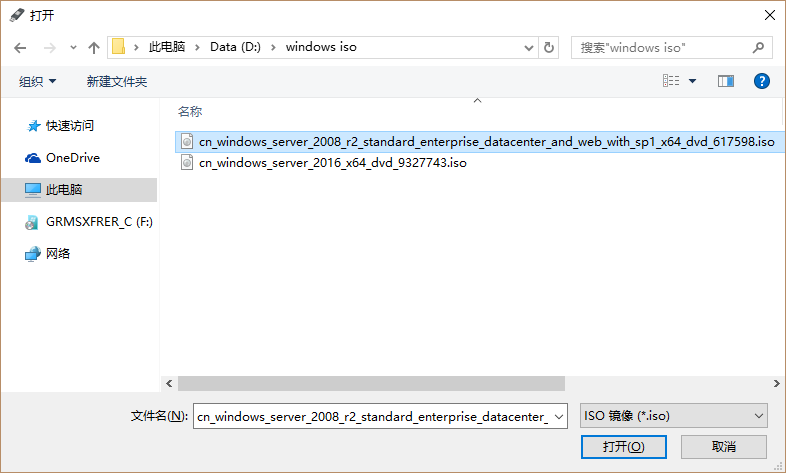 打开
此电脑 Data (D:) windows iso
搜索"windows iso"
组织 新建文件夹
名称
快速访问
OneDrive
此电脑
GRMSXFRER_C (F:)
网络
cn_windows_server_2008_r2_standard_enterprise_datacenter_and_web_with_sp1_x64_dvd_617598.iso
cn_windows_server_2016_x64_dvd_9327743.iso
文件名(N): cn_windows_server_2008_r2_standard_enterprise_datacenter_ ISO 镜像 (*.iso)
打开(O) 取消